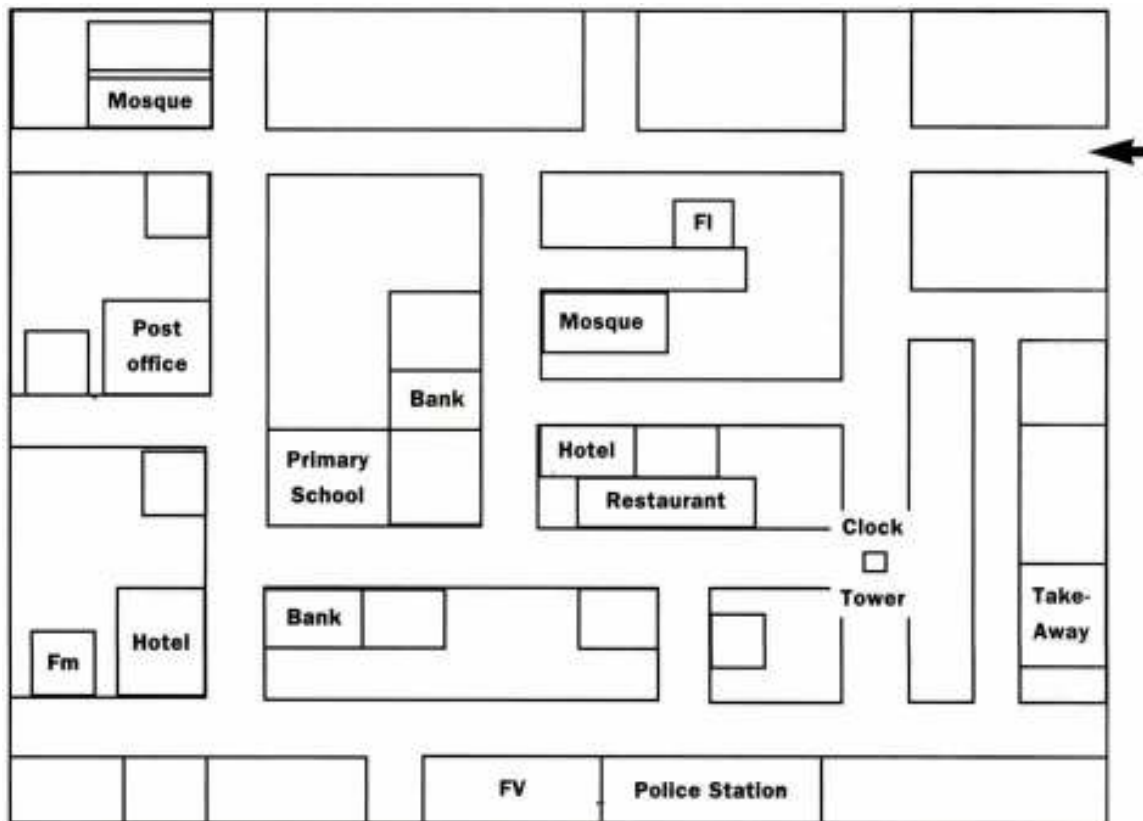 Mosque
FI
Mosque
Post
office
Bank
Hotel
Primary
School
Restaurant
Clock
Tower
Bank
Take-
Away
Hotel
Fm
FV
Police Station